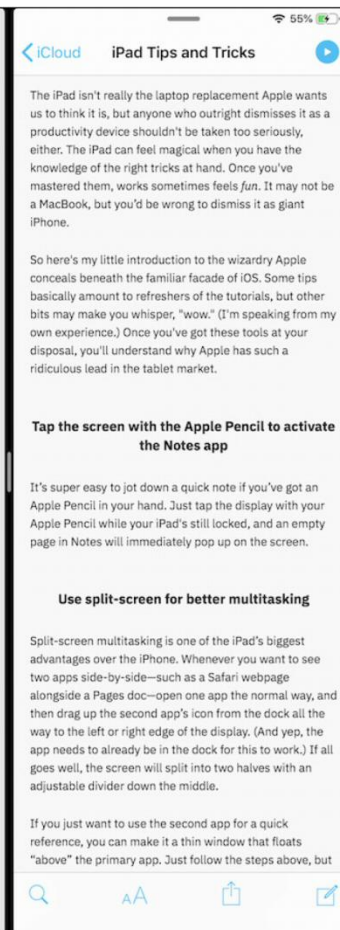 55%
iCloud
iPad Tips and Tricks
The iPad isn't really the laptop replacement Apple wants
us to think it is, but anyone who outright dismisses it as a
productivity device shouldn't be taken too seriously,
either. The iPad can feel magical when you have the
knowledge of the right tricks at hand. Once you've
mastered them, works sometimes feels fun. It may not be
a MacBook, but you'd be wrong to dismiss it as giant
iPhone.
So here's my little introduction to the wizardry Apple
conceals beneath the familiar facade of iOS. Some tips
basically amount to refreshers of the tutorials, but other
bits may make you whisper, "wow." (I'm speaking from my
own experience.) Once you've got these tools at your
disposal, you'll understand why Apple has such a
ridiculous lead in the tablet market.
Tap the screen with the Apple Pencil to activate
the Notes app
It's super easy to jot down a quick note if you've got an
Apple Pencil in your hand. Just tap the display with your
Apple Pencil while your iPad's still locked, and an empty
page in Notes will immediately pop up on the screen.
Use split-screen for better multitasking
Split-screen multitasking is one of the iPad's biggest
advantages over the iPhone. Whenever you want to see
two apps side-by-side—such as a Safari webpage
alongside a Pages doc—open one app the normal way, and
then drag up the second app's icon from the dock all the
way to the left or right edge of the display. (And yep, the
app needs to already be in the dock for this to work.) If all
goes well, the screen will split into two halves with an
adjustable divider down the middle.
If you just want to use the second app for a quick
reference, you can make it a thin window that floats
"above" the primary app. Just follow the steps above, but
AA